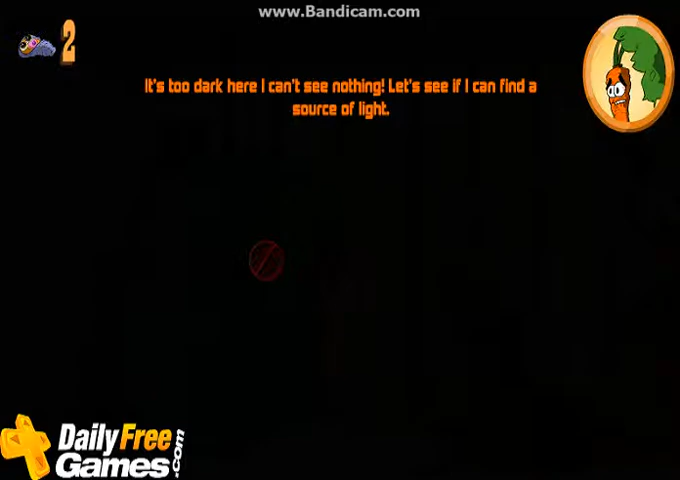 www.Bandicam.com
2
It's too dark here I can't see nothing! Let's see if I can find a
source of light.
DailyFree
Games.com